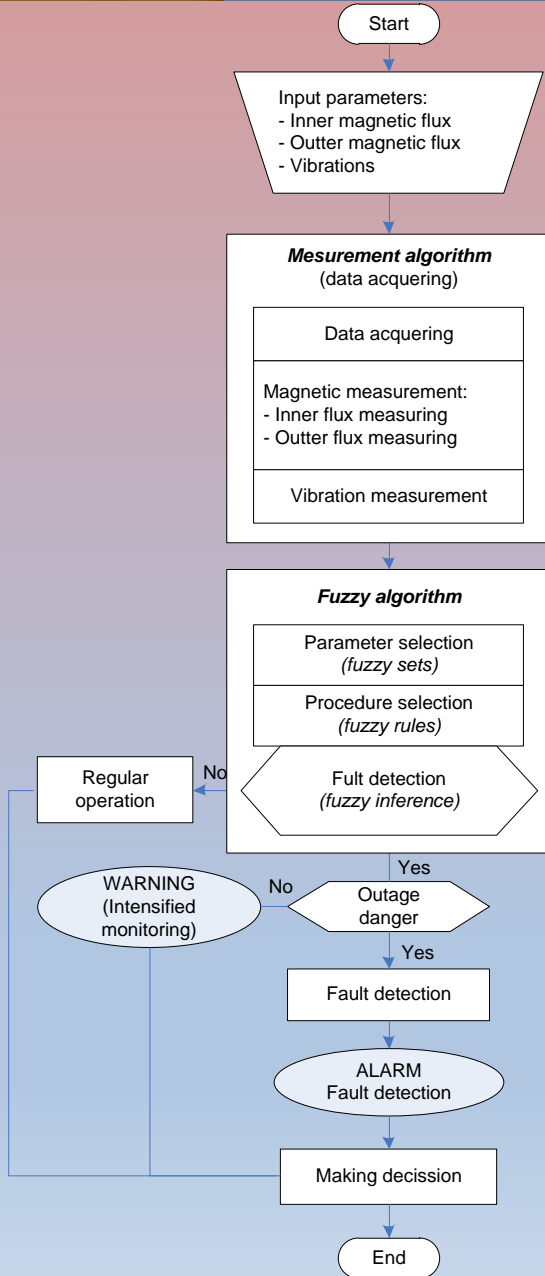 Start
Input parameters:
- Inner magnetic flux
- Outter magnetic flux
- Vibrations
Mesurement algorithm
(data acquering)
Data acquering
Magnetic measurement:
- Inner flux measuring
- Outter flux measuring
Vibration measurement
Fuzzy algorithm
Parameter selection
(fuzzy sets)
Procedure selection
(fuzzy rules)
Fult detection
(fuzzy inference)
No
Regular
operation
Yes
Outage
danger
No
WARNING
(Intensified
monitoring)
Yes
Fault detection
ALARM
Fault detection
Making decission
End